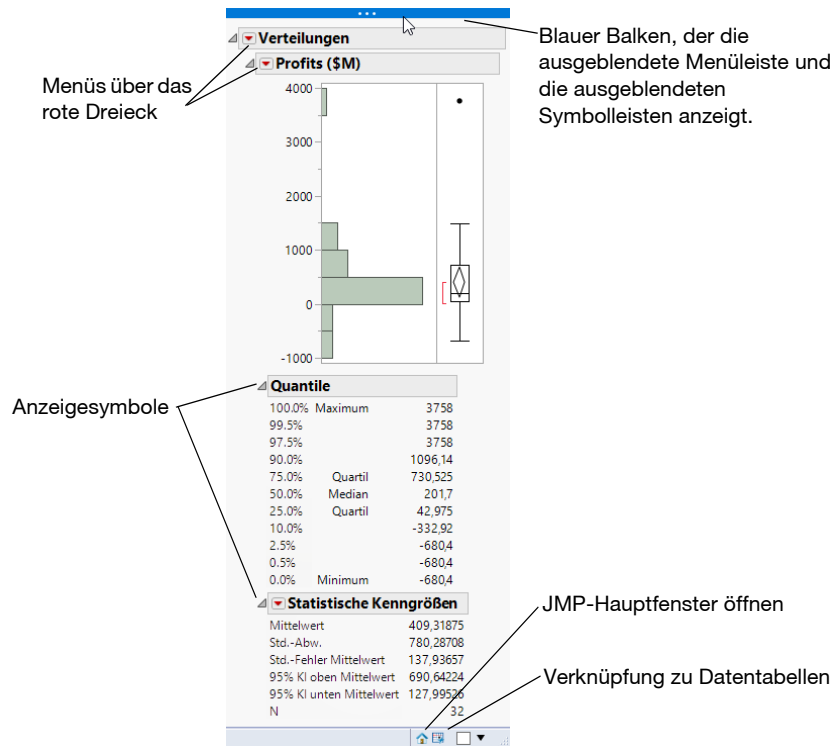 Verteilungen
Profits ($M)
Menüs über das
rote Dreieck
Blauer Balken, der die
ausgeblendete Menüleiste und
die ausgeblendeten
Symbolleisten anzeigt.
4000
3000
2000
1000
0
-1000
Anzeigesymbole
Quantile
100.0% Maximum 3758
99.5% 3758
97.5% 3758
90.0% 1096,14
75.0% Quartil 730,525
50.0% Median 201,7
25.0% Quartil 42,975
10.0% -332,92
2.5% -680,4
0.5% -680,4
0.0% Minimum -680,4
Statistische Kenngrößen
Mittelwert 409,31875
Std.-Abw. 780,28708
Std.-Fehler Mittelwert 137,93657
95% KI oben Mittelwert 690,64224
95% KI unten Mittelwert 127,99526
N 32
JMP-Hauptfenster öffnen
Verknüpfung zu Datentabellen